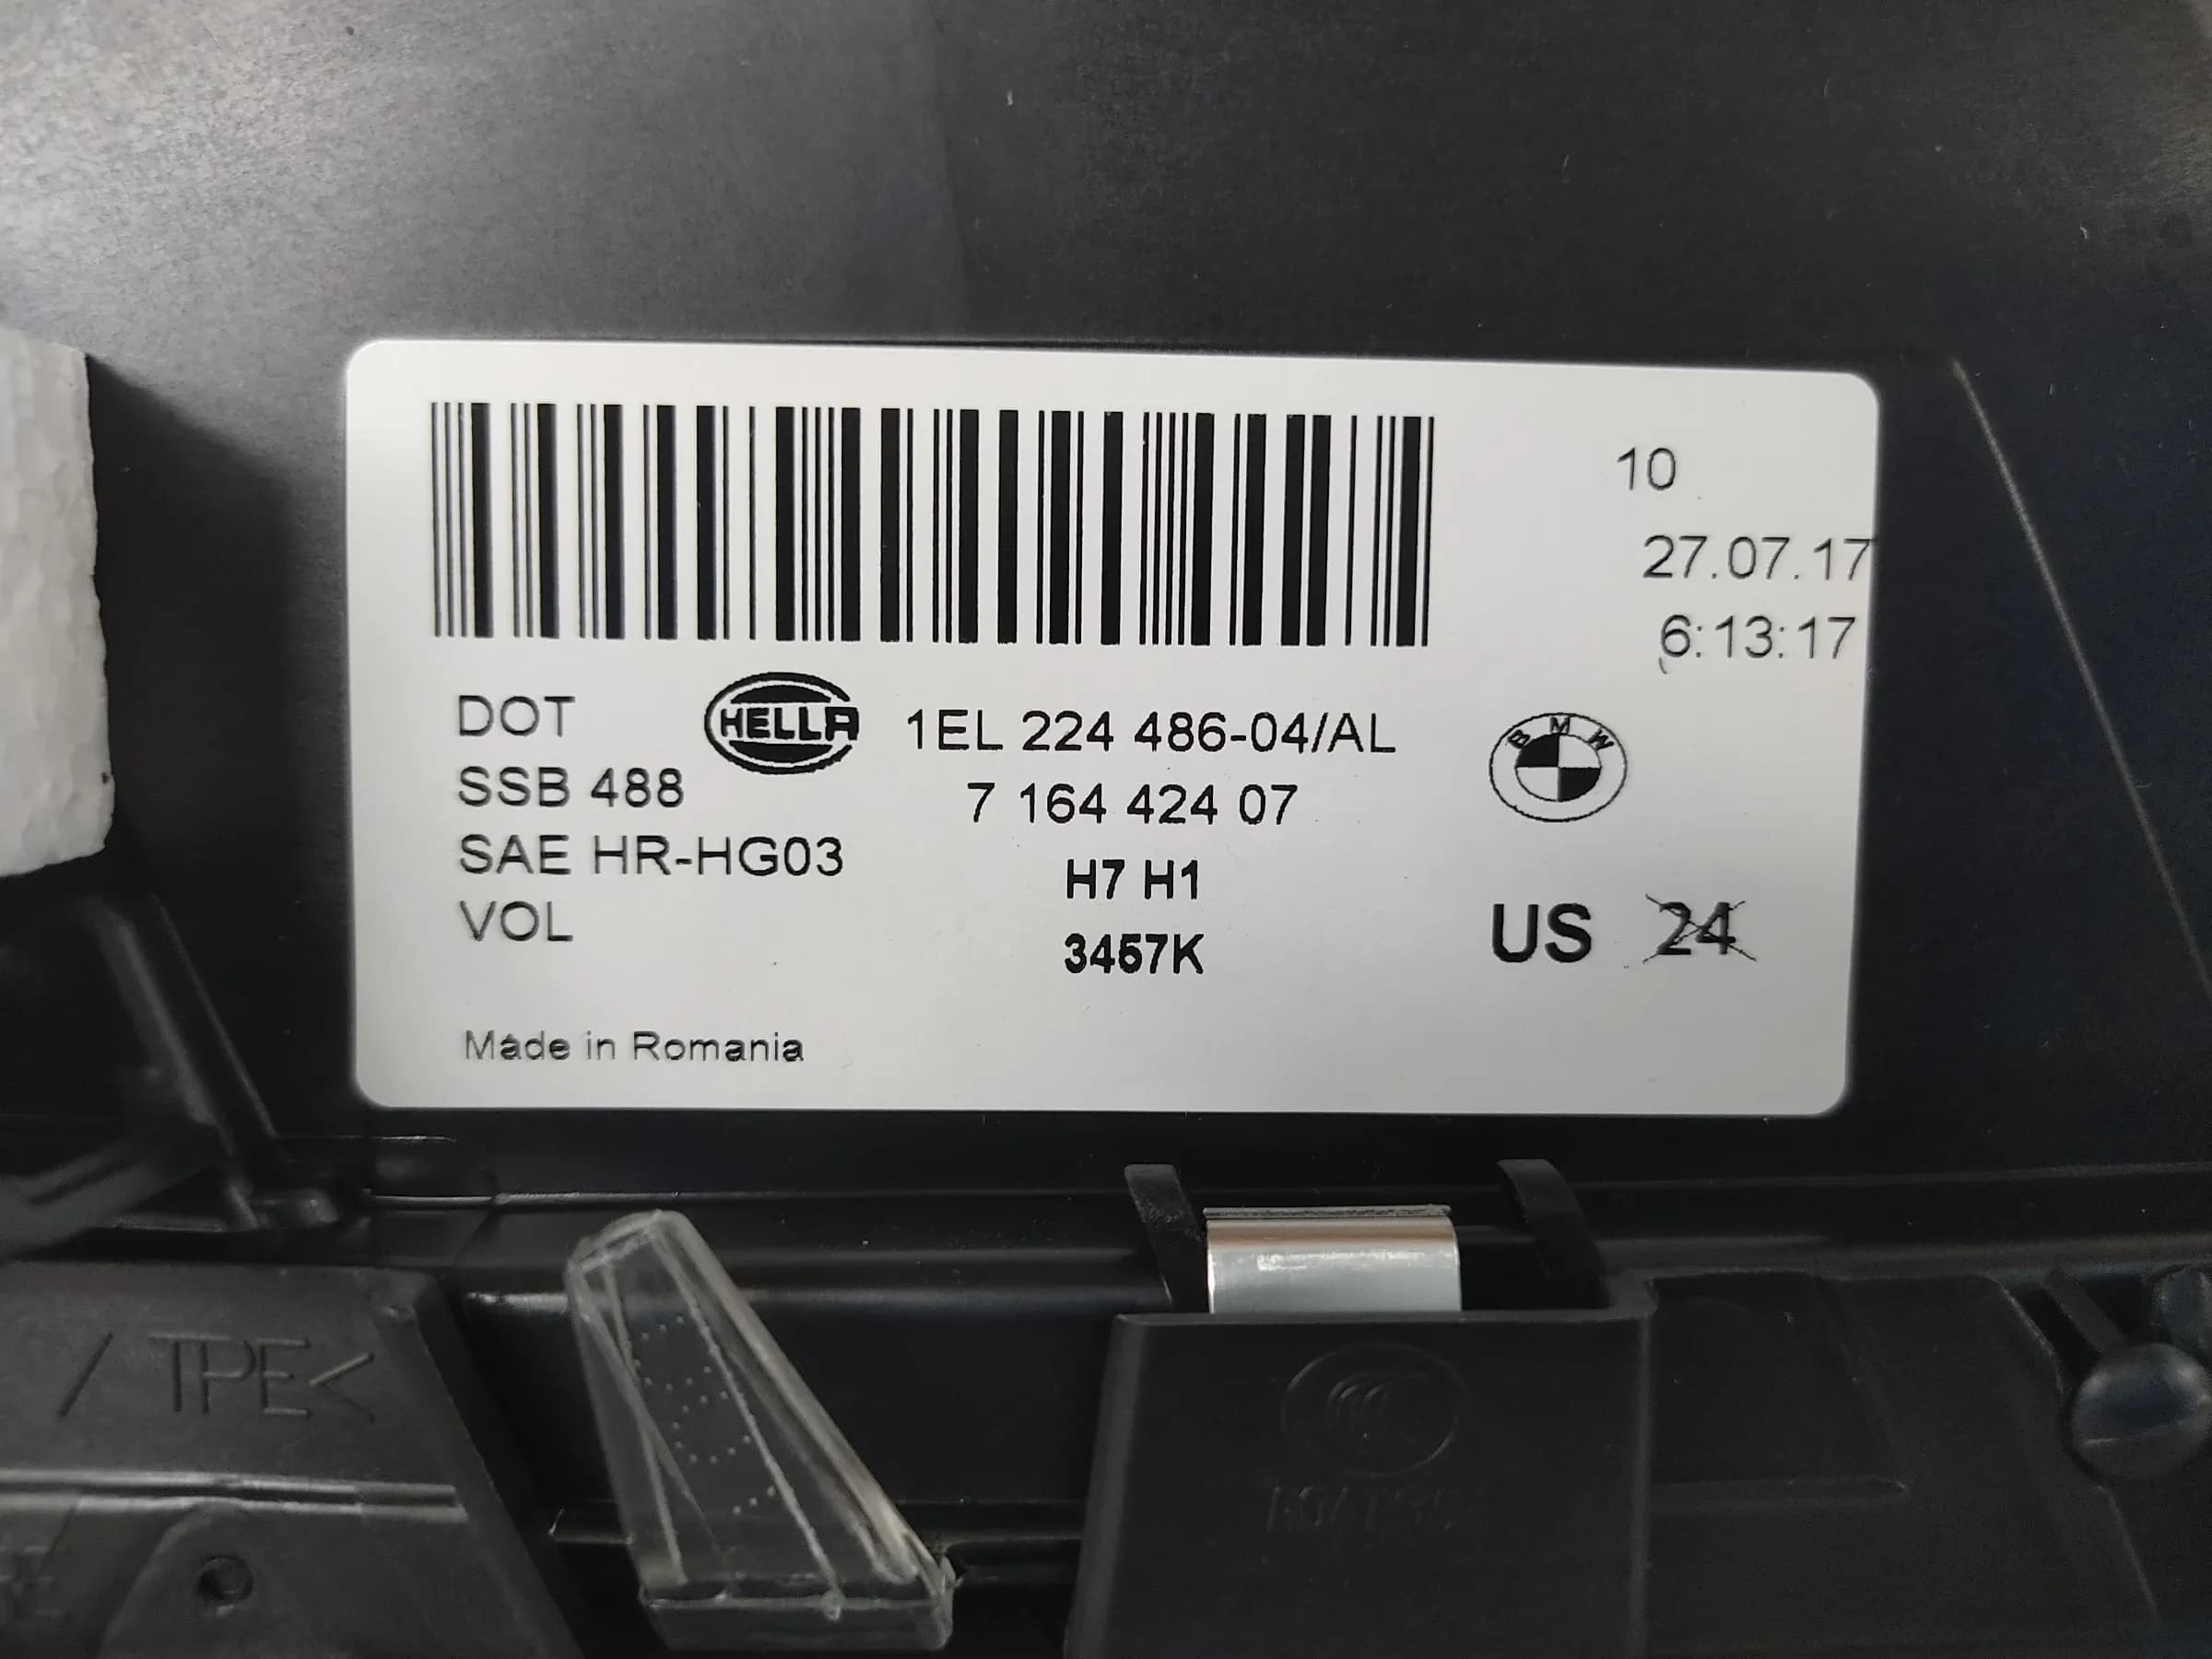 10
27.07.17
6:13:17
DOT
HELLA
1EL 224 486-04/AL
BMW
SSB 488
7 164 424 07
SAE HR-HG03
H7 H1
VOL
3457K
US 24
Made in Romania
/ TPE<